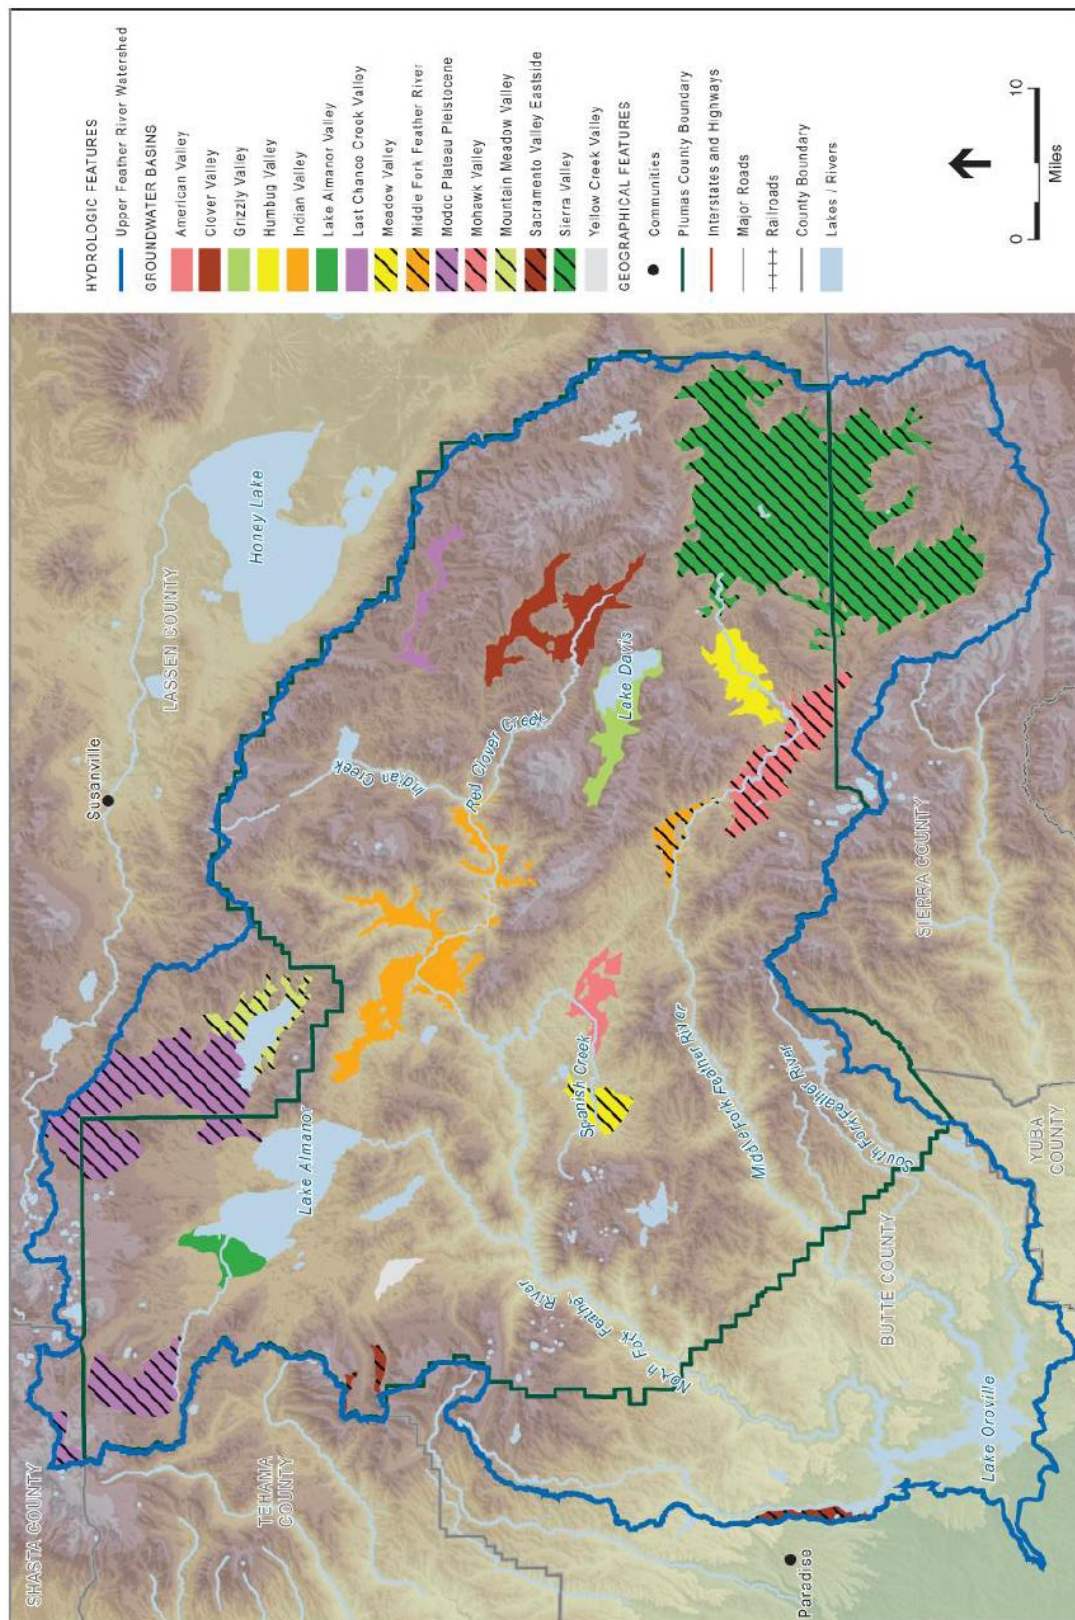 HYDROLOGIC FEATURES
Upper Feather River Watershed
GROUNDWATER BASINS
American Valley
Clover Valley
Grizzly Valley
Humbug Valley
Indian Valley
Lake Almanor Valley
Last Chance Creek Valley
Meadow Valley
Middle Fork Feather River
Modoc Plateau Pleistocene
Mohawk Valley
Mountain Meadow Valley
Sacramento Valley Eastside
Sierra Valley
Yellow Creek Valley
GEOGRAPHICAL FEATURES
Communities
Plumas County Boundary
Interstates and Highways
Major Roads
Railroads
County Boundary
Lakes / Rivers
0
10
Miles
SHASTA COUNTY
TEHAMA
COUNTY
LASSEN COUNTY
Susanville
Honey Lake
Lake Almanor
Indian Creek
Red Clover Creek
Lake Davis
Spanish Creek
North Fork Feather
River
Middle Fork Feather River
South Fork Feather River
BUTTE COUNTY
SIERRA COUNTY
YUBA
COUNTY
Lake Oroville
Paradise